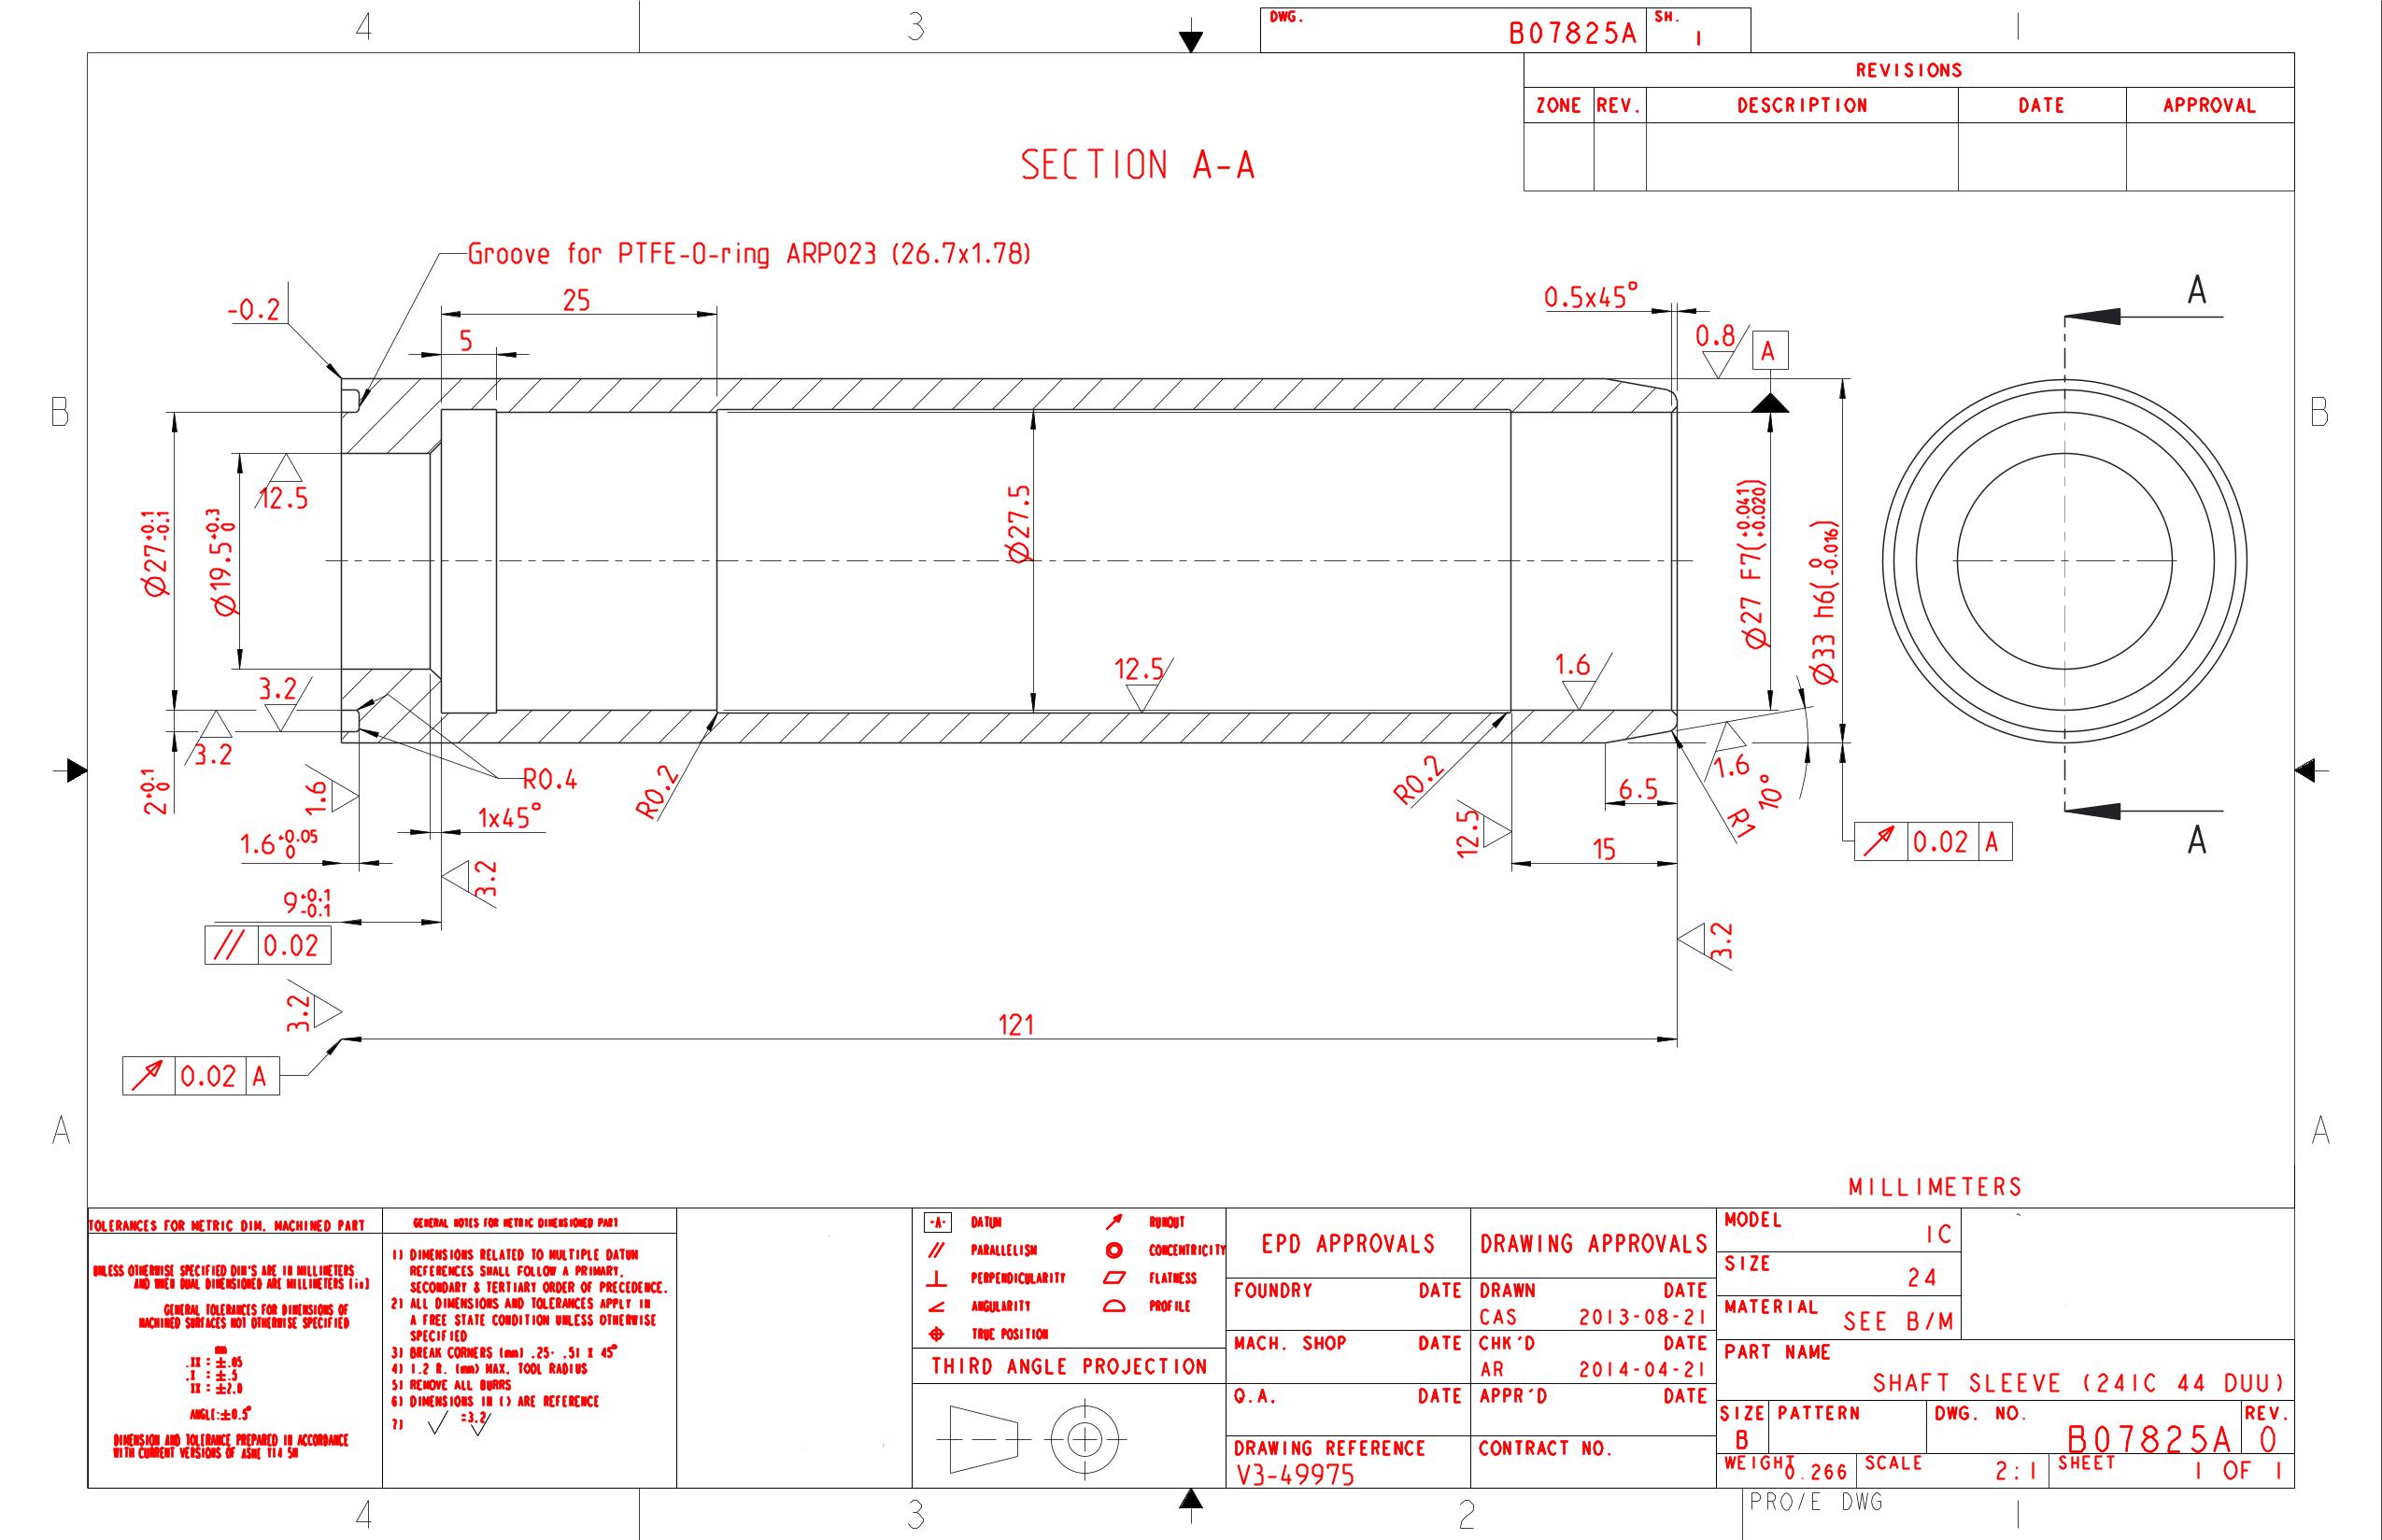 4
3
DWG.
B07825A
SH.
1
REVISIONS
ZONE REV. DESCRIPTION DATE APPROVAL
SECTION A-A
Groove for PTFE-O-ring ARP023 (26.7x1.78)
-0.2
25
5
0.5x45°
0.8
A
A
B
B
12.5
Ø27 +0.1 -0.1
Ø19.5 +0.3 0
Ø27.5
Ø27 F7(+0.041 +0.020)
Ø33 h6(0 -0.016)
3.2
3.2
12.5
1.6
2 +0.1 0
1.6
R0.4
R0.2
R0.2
1.6
10°
R1
6.5
1x45°
1.6 +0.05 0
12.5
15
0.02 A
A
3.2
9 +0.1 -0.1
// 0.02
3.2
3.2
121
0.02 A
A
A
MILLIMETERS
TOLERANCES FOR METRIC DIM. MACHINED PART
UNLESS OTHERWISE SPECIFIED DIM'S ARE IN MILLIMETERS
AND WHEN DUAL DIMENSIONED ARE MILLIMETERS [in]
GENERAL TOLERANCES FOR DIMENSIONS OF
MACHINED SURFACES NOT OTHERWISE SPECIFIED
mm
.XX = ±.05
.X = ±.5
XX = ±2.0
ANGLE:±0.5°
DIMENSION AND TOLERANCE PREPARED IN ACCORDANCE
WITH CURRENT VERSIONS OF ASME Y14 5M
GENERAL NOTES FOR METRIC DIMENSIONED PART
1) DIMENSIONS RELATED TO MULTIPLE DATUM
REFERENCES SHALL FOLLOW A PRIMARY,
SECONDARY & TERTIARY ORDER OF PRECEDENCE.
2) ALL DIMENSIONS AND TOLERANCES APPLY IN
A FREE STATE CONDITION UNLESS OTHERWISE
SPECIFIED
3) BREAK CORNERS (mm) .25- .51 X 45°
4) 1.2 R. (mm) MAX. TOOL RADIUS
5) REMOVE ALL BURRS
6) DIMENSIONS IN () ARE REFERENCE
7) =3.2
-A- DATUM
RUNOUT
// PARALLELISM
CONCENTRICITY
PERPENDICULARITY
FLATNESS
ANGULARITY
PROFILE
TRUE POSITION
THIRD ANGLE PROJECTION
EPD APPROVALS
FOUNDRY DATE
MACH. SHOP DATE
Q.A. DATE
DRAWING REFERENCE
V3-49975
DRAWING APPROVALS
DRAWN DATE
CAS 2013-08-21
CHK'D DATE
AR 2014-04-21
APPR'D DATE
CONTRACT NO.
MODEL
1C
SIZE
24
MATERIAL
SEE B/M
PART NAME
SHAFT SLEEVE (241C 44 DUU)
SIZE
B
PATTERN
DWG. NO.
B07825A
REV.
0
WEIGHT
0.266
SCALE
2:1
SHEET
1 OF 1
4
3
2
1
PRO/E DWG